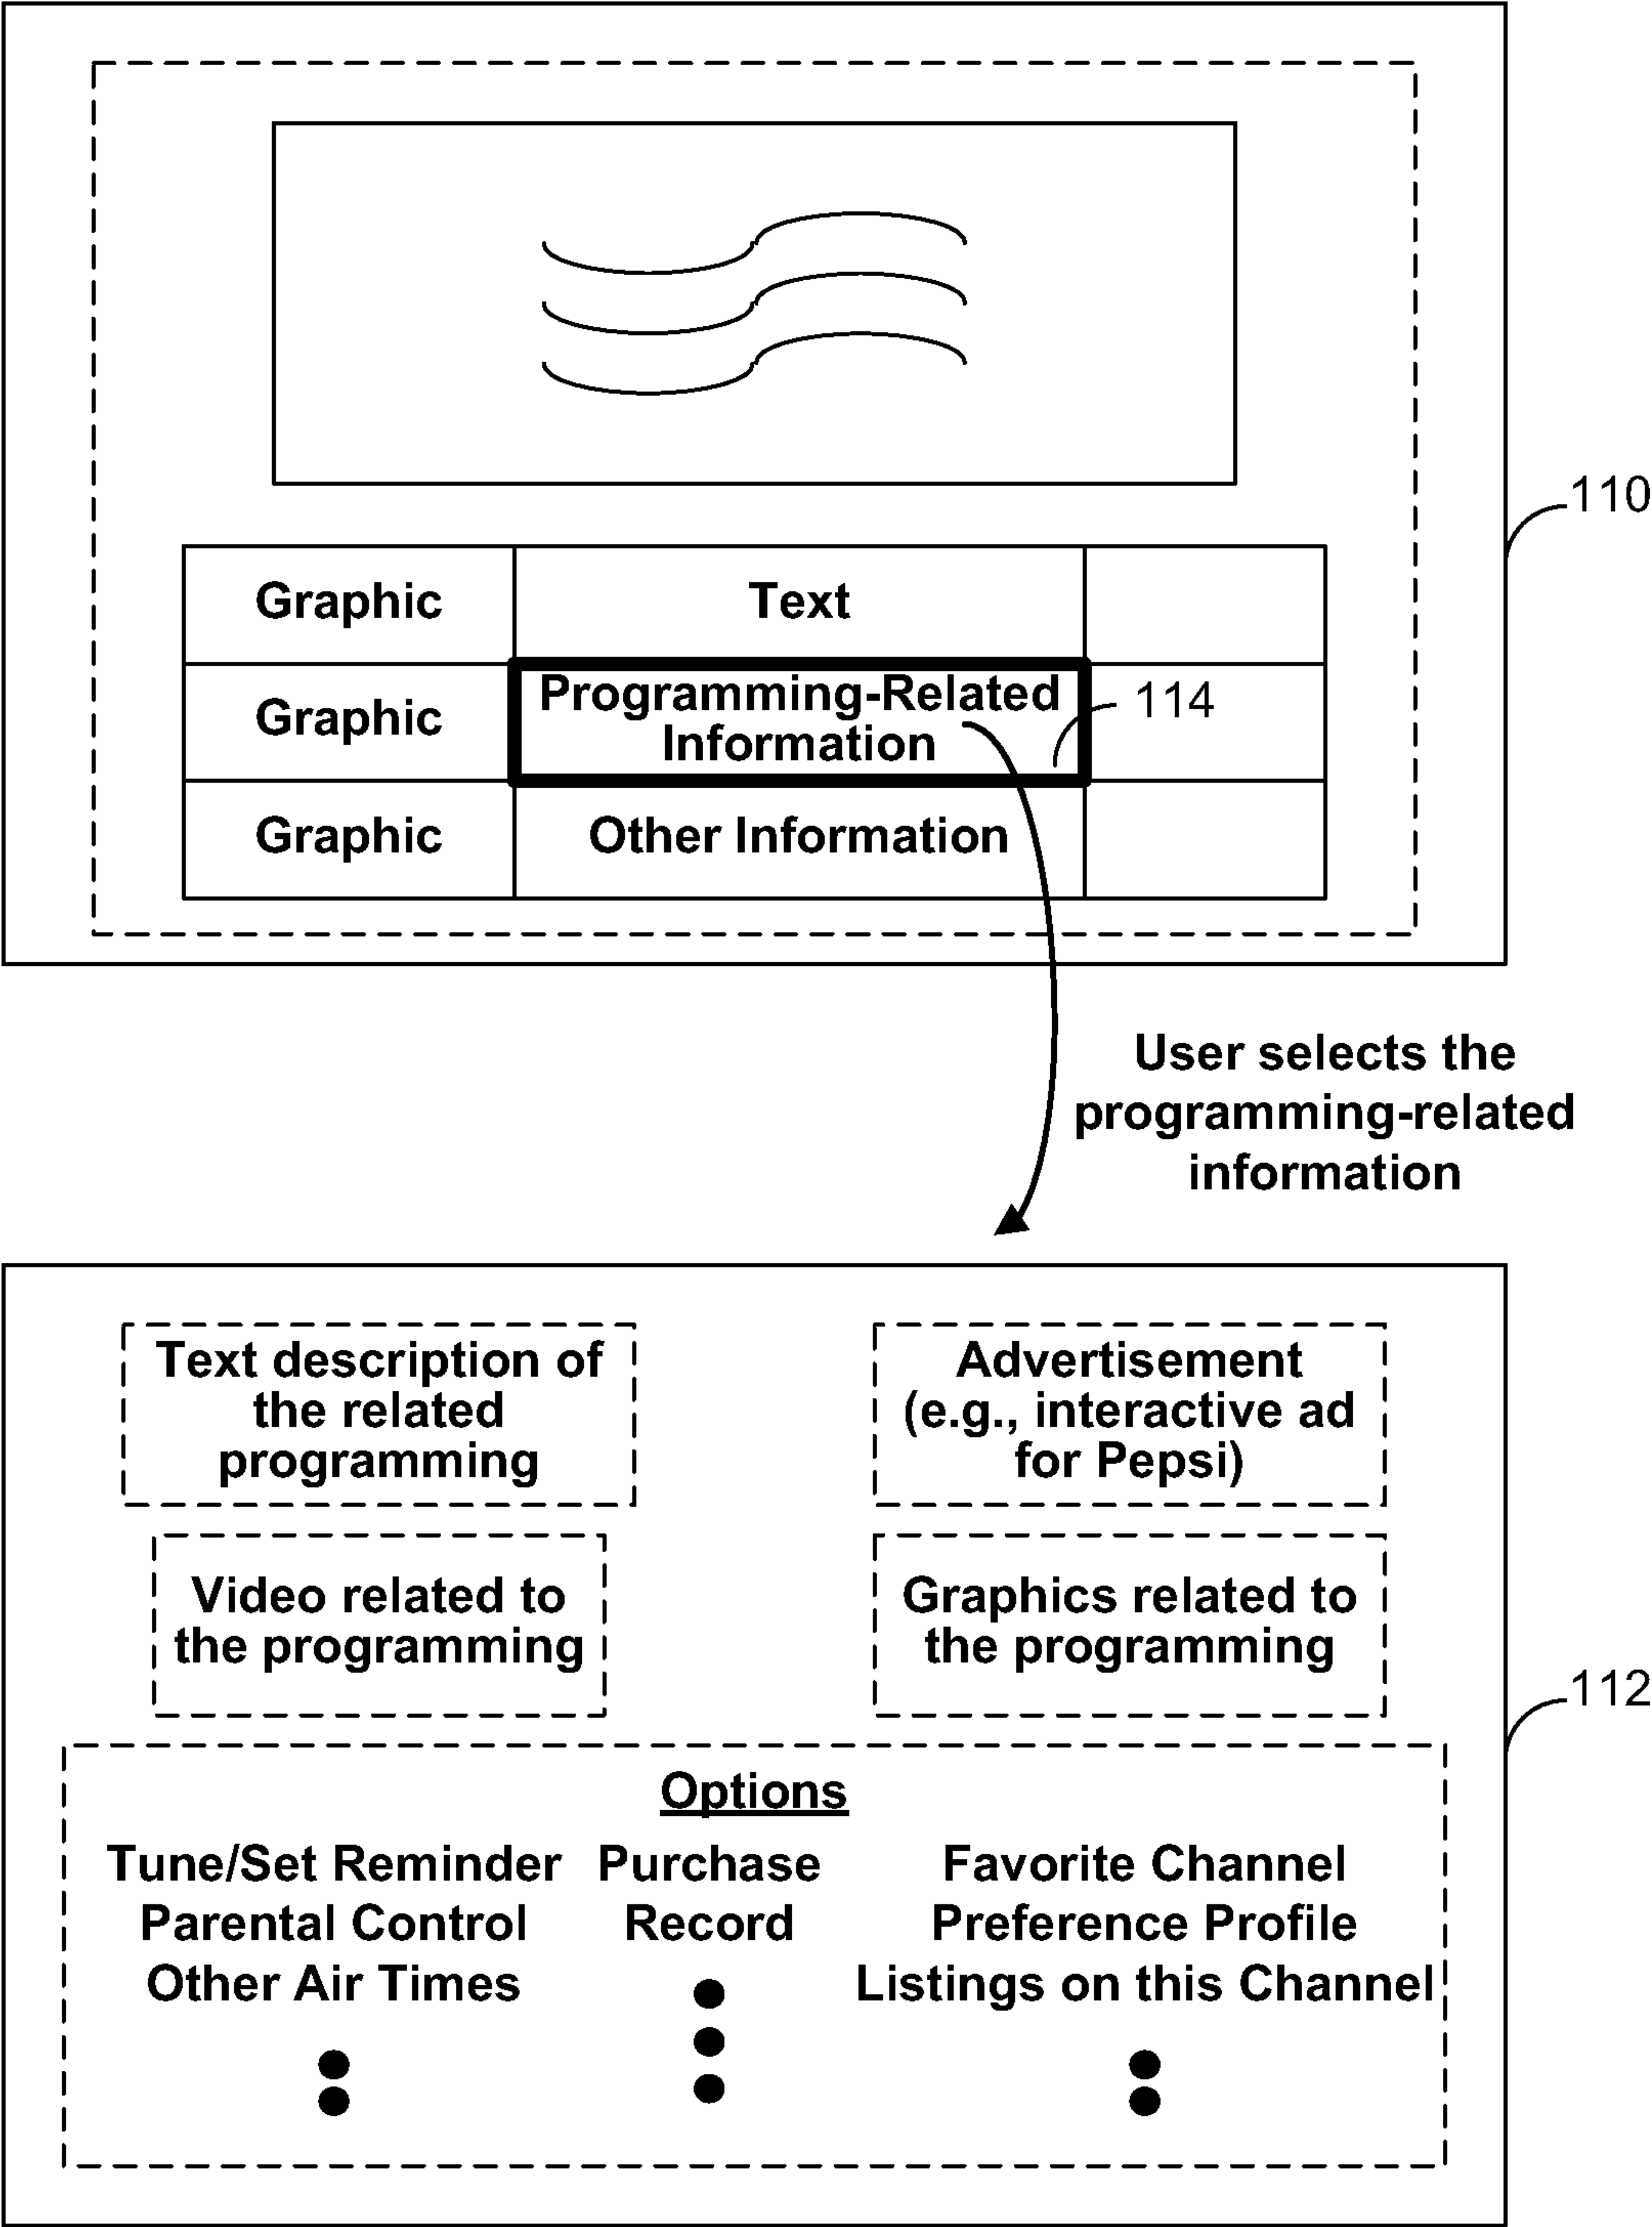 110
Graphic
Text
Graphic
Programming-Related
Information
114
Graphic
Other Information
User selects the
programming-related
information
Text description of
the related
programming
Advertisement
(e.g., interactive ad
for Pepsi)
Video related to
the programming
Graphics related to
the programming
112
Options
Tune/Set Reminder
Parental Control
Other Air Times
Purchase
Record
Favorite Channel
Preference Profile
Listings on this Channel